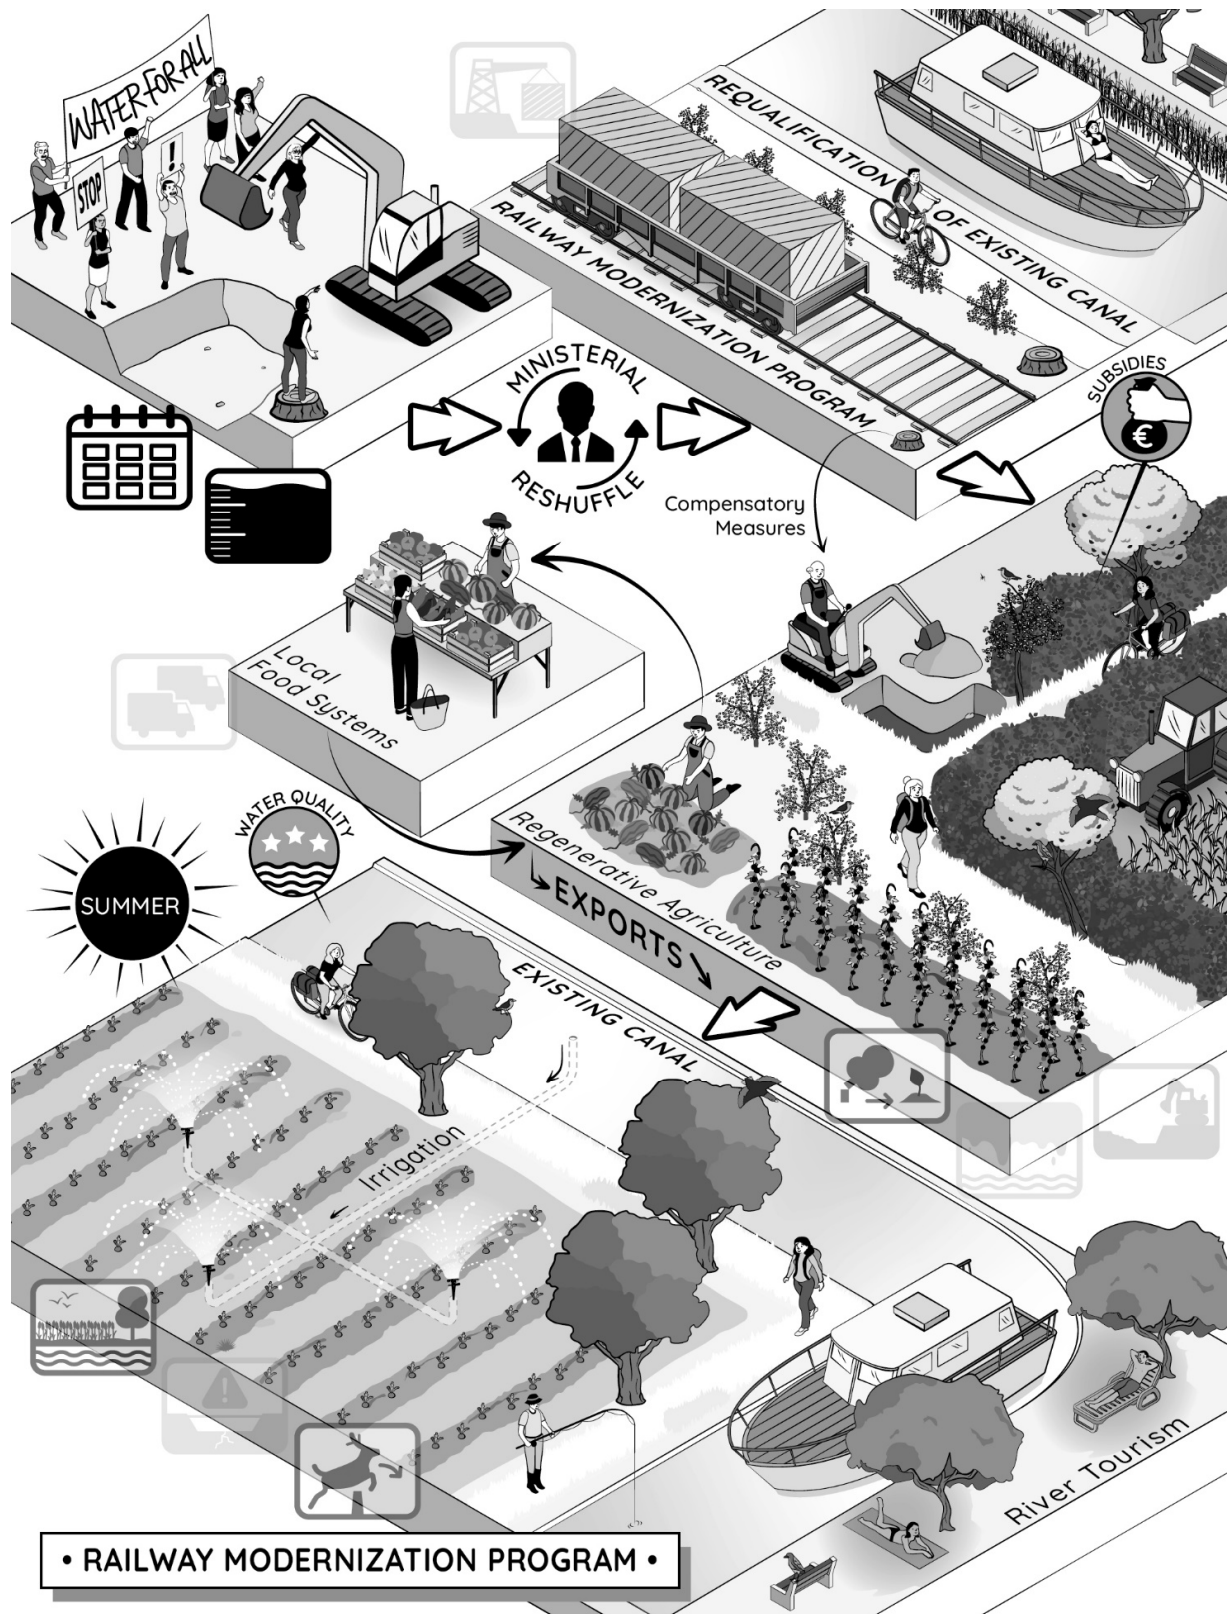 WATER FOR ALL
STOP
!
REQUALIFICATION OF EXISTING CANAL
RAILWAY MODERNIZATION PROGRAM
MINISTERIAL
RESHUFFLE
SUBSIDIES
€
Compensatory
Measures
Local
Food Systems
WATER QUALITY
SUMMER
Regenerative Agriculture
EXPORTS
EXISTING CANAL
Irrigation
River Tourism
• RAILWAY MODERNIZATION PROGRAM •